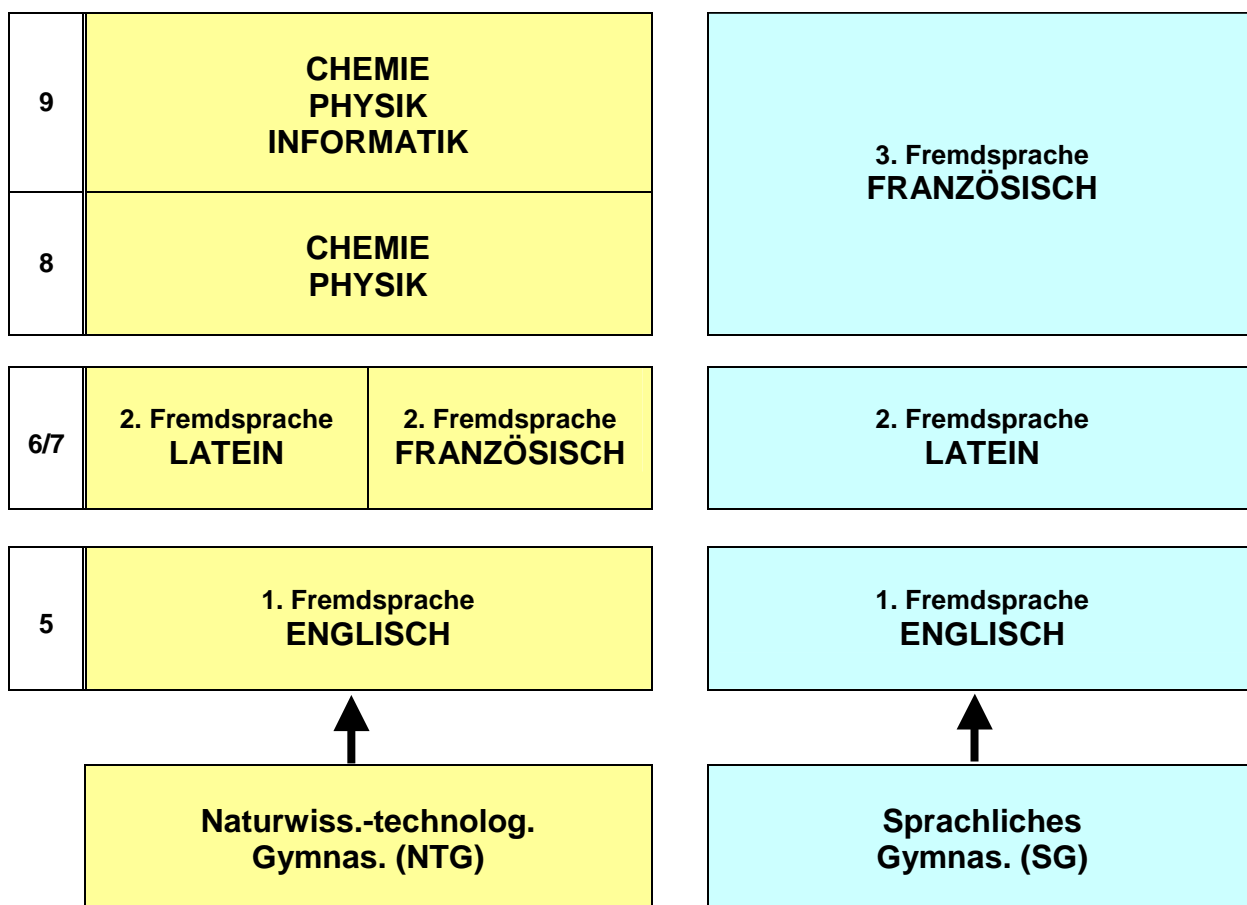 9
CHEMIE
PHYSIK
INFORMATIK
3. Fremdsprache
FRANZÖSISCH
8
CHEMIE
PHYSIK
6/7
2. Fremdsprache
LATEIN
2. Fremdsprache
FRANZÖSISCH
2. Fremdsprache
LATEIN
5
1. Fremdsprache
ENGLISCH
1. Fremdsprache
ENGLISCH
Naturwiss.-technolog.
Gymnas. (NTG)
Sprachliches
Gymnas. (SG)